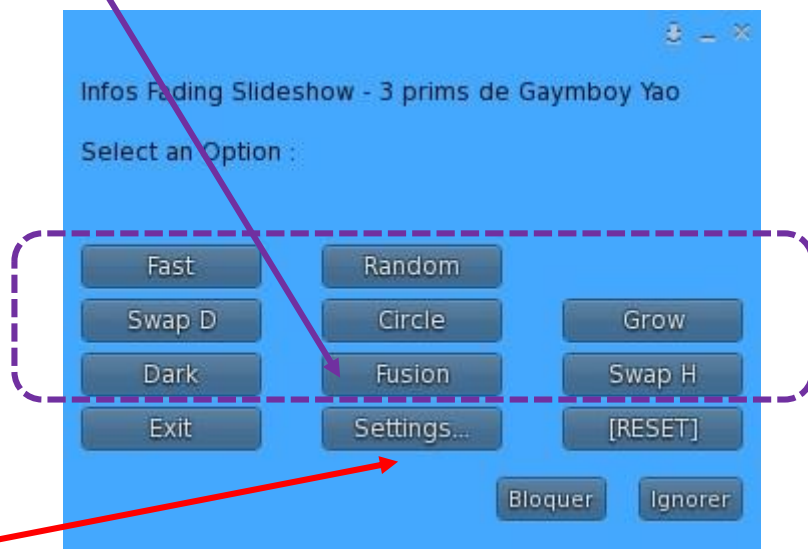 Infos Fading Slideshow - 3 prims de Gaymboy Yao
Select an Option :
Fast Random
Swap D Circle Grow
Dark Fusion Swap H
Exit Settings... [RESET]
Bloquer Ignorer